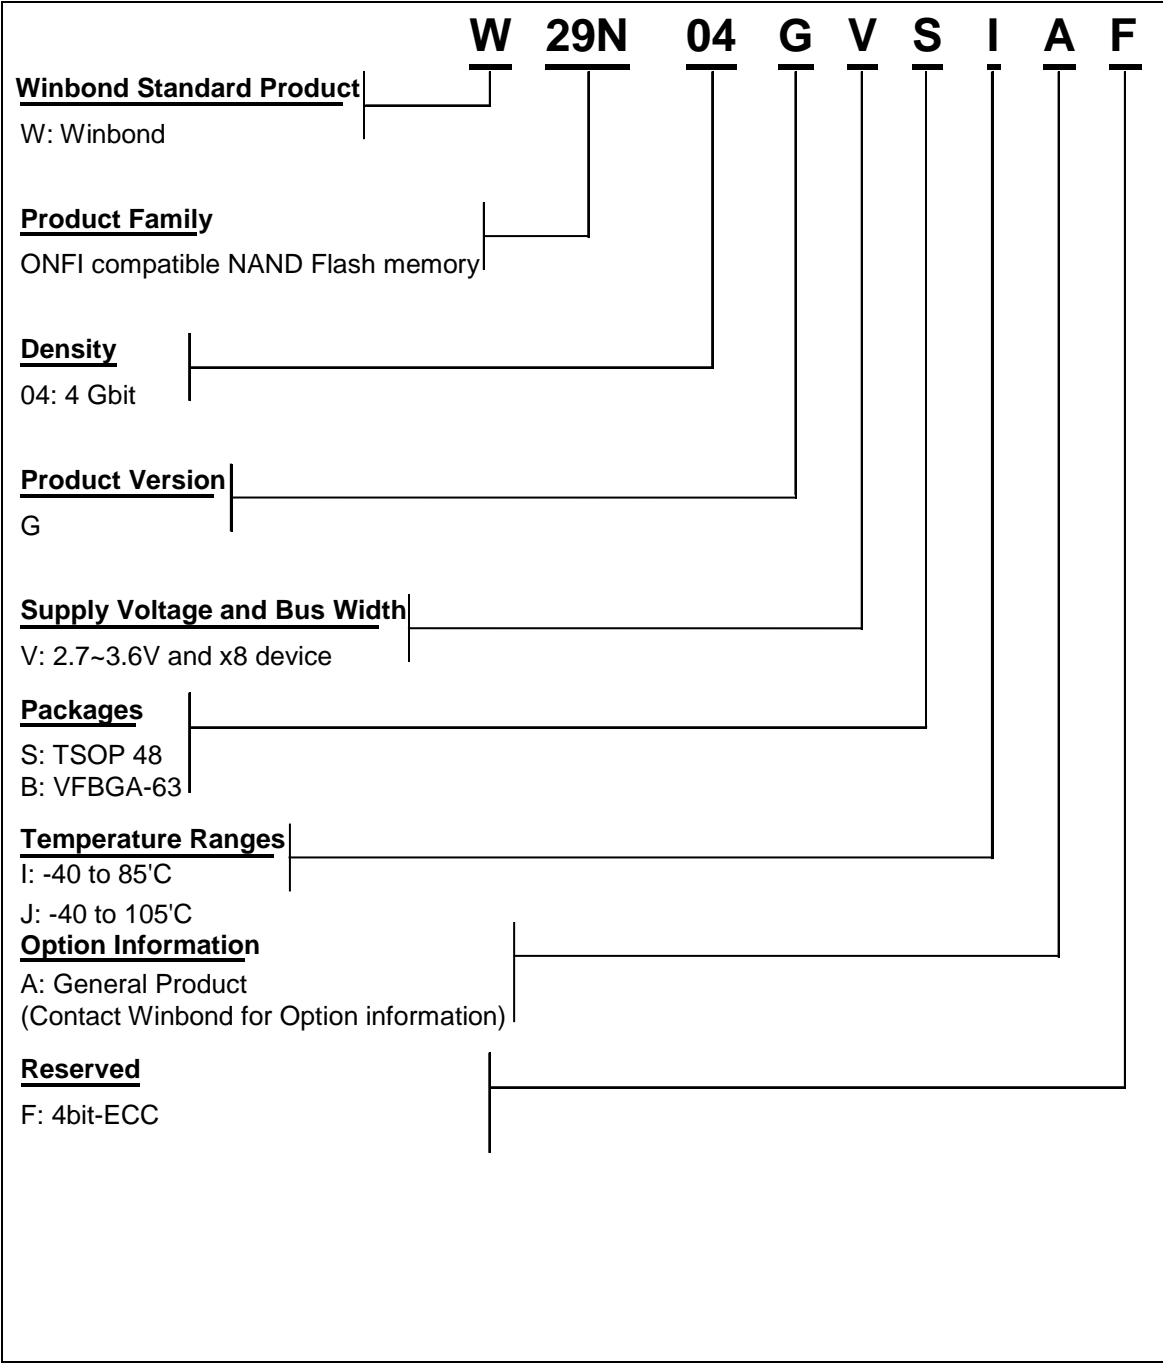 W 29N 04 G V S I A F
Winbond Standard Product
W: Winbond
Product Family
ONFI compatible NAND Flash memory
Density
04: 4 Gbit
Product Version
G
Supply Voltage and Bus Width
V: 2.7~3.6V and x8 device
Packages
S: TSOP 48
B: VFBGA-63
Temperature Ranges
I: -40 to 85'C
J: -40 to 105'C
Option Information
A: General Product
(Contact Winbond for Option information)
Reserved
F: 4bit-ECC